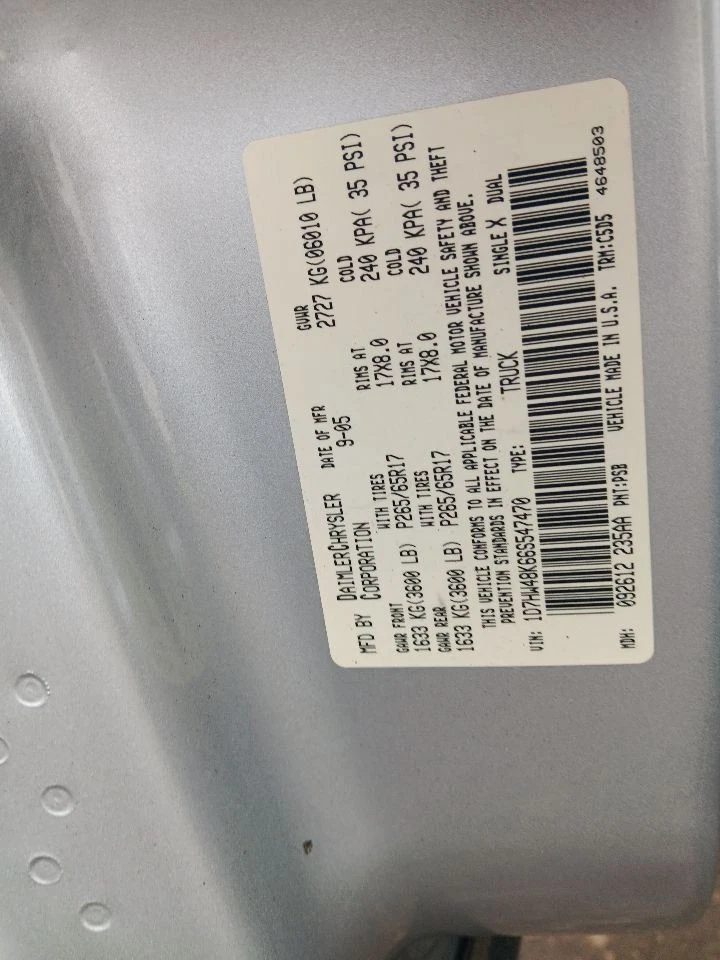 MFD BY DAIMLERCHRYSLER CORPORATION DATE OF MFR 9-05 GVWR 2727 KG(06010 LB)
GAWR FRONT WITH TIRES RIMS AT COLD
1633 KG(3600 LB) P265/65R17 17X8.0 240 KPA( 35 PSI)
GAWR REAR WITH TIRES RIMS AT COLD
1633 KG(3600 LB) P265/65R17 17X8.0 240 KPA( 35 PSI)
THIS VEHICLE CONFORMS TO ALL APPLICABLE FEDERAL MOTOR VEHICLE SAFETY AND THEFT
PREVENTION STANDARDS IN EFFECT ON THE DATE OF MANUFACTURE SHOWN ABOVE.
VIN: 1D7HW48K66S547470 TYPE: TRUCK SINGLE X DUAL
MDH: 092612 235AA PNT:PSB VEHICLE MADE IN U.S.A. TRM:C5D5
4648503